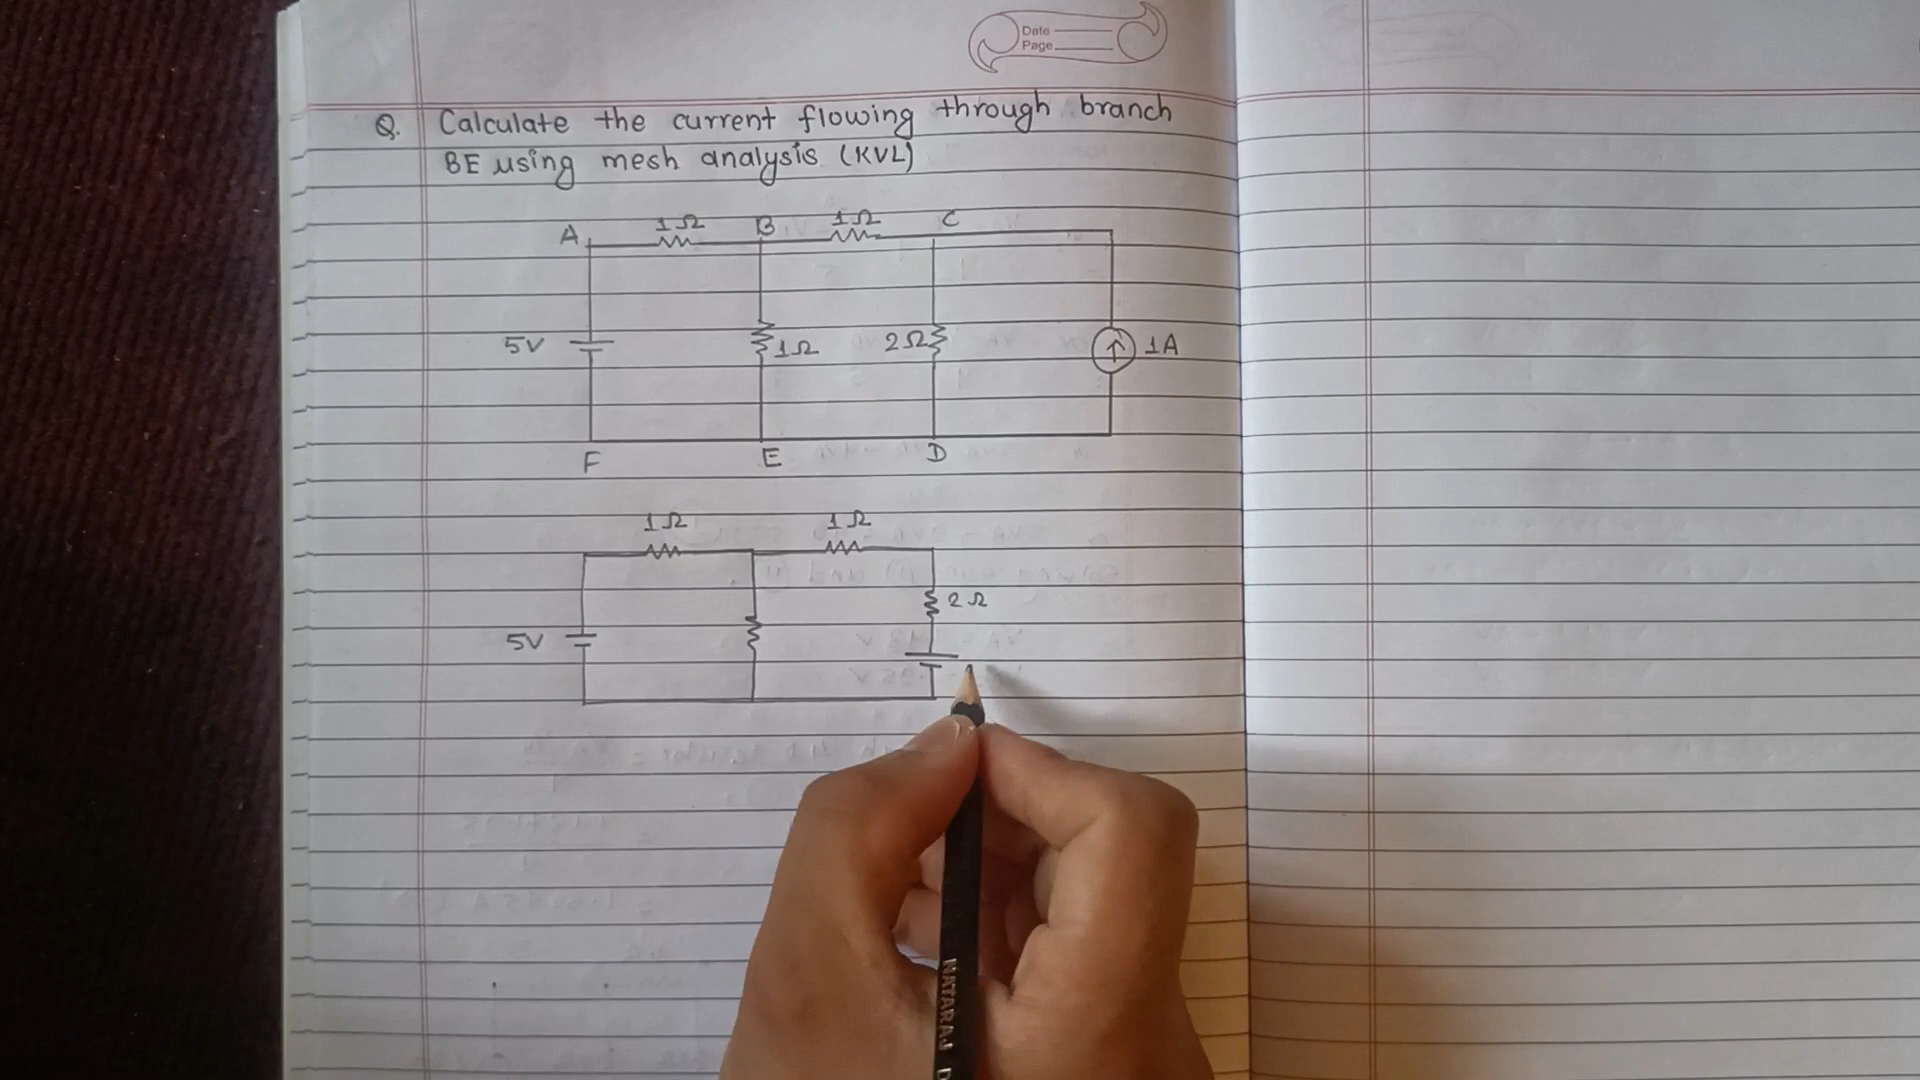 Date
Page
Q. Calculate the current flowing through branch
BE using mesh analysis (KVL)
A 1Ω B 1Ω C
5V 1Ω 2Ω 1A
F E D
1Ω 1Ω
2Ω
5V
NATARAJ